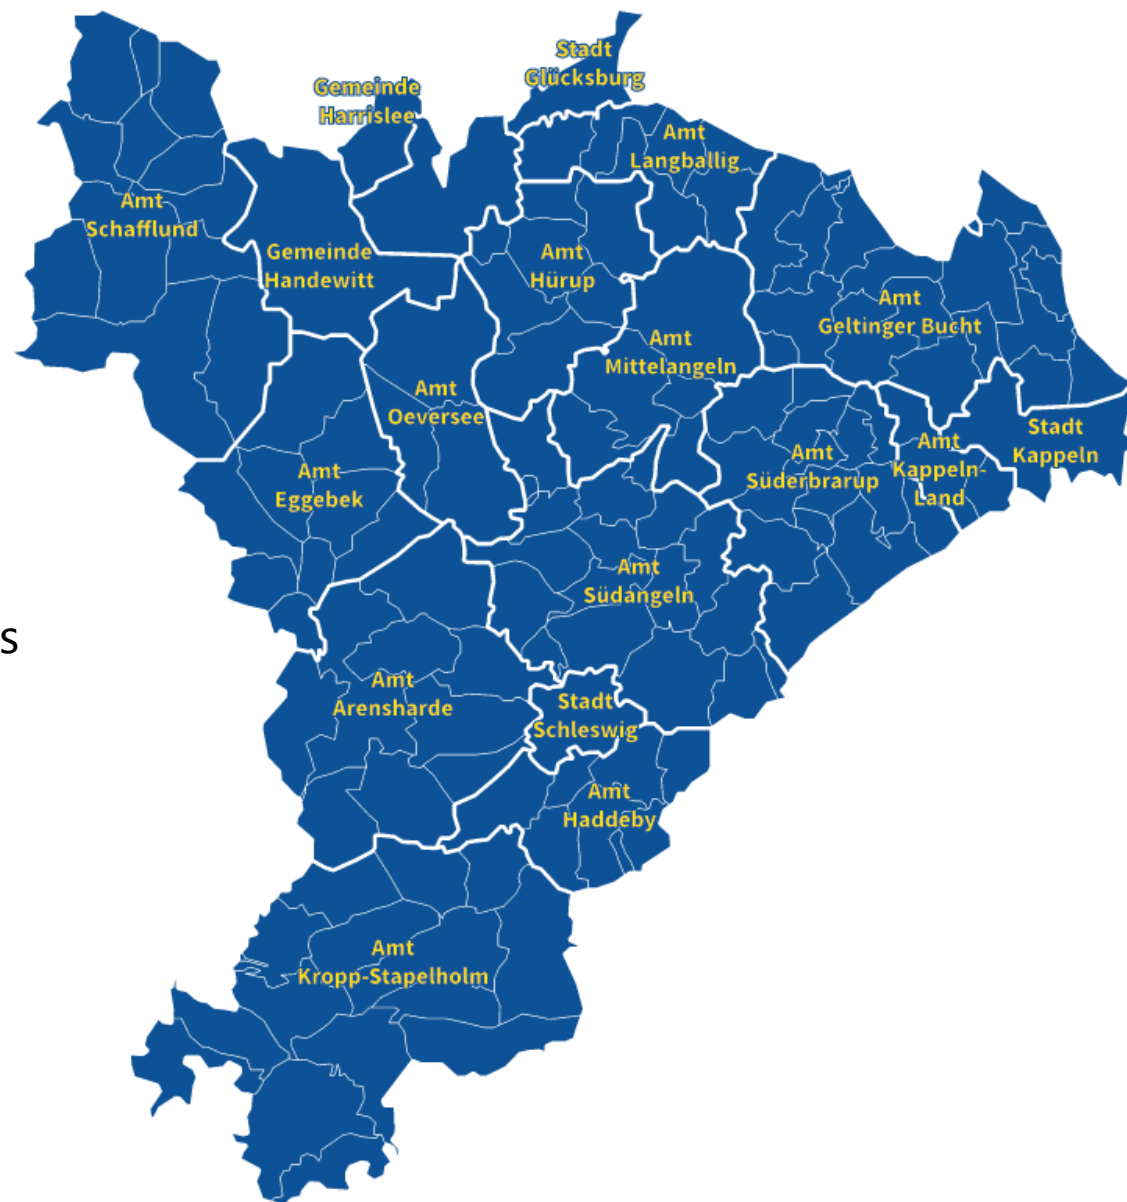 Stadt
Glücksburg
Gemeinde
Harrislee
Amt
Langballig
Amt
Schafflund
Gemeinde
Handewitt
Amt
Hürup
Amt
Geltinger Bucht
Amt
Mittelangeln
Amt
Oeversee
Stadt
Kappeln
Amt
Kappeln-
Land
Amt
Süderbrarup
Amt
Eggebek
Amt
Südangeln
s
Amt
Arensharde
Stadt
Schleswig
Amt
Haddeby
Amt
Kropp-Stapelholm